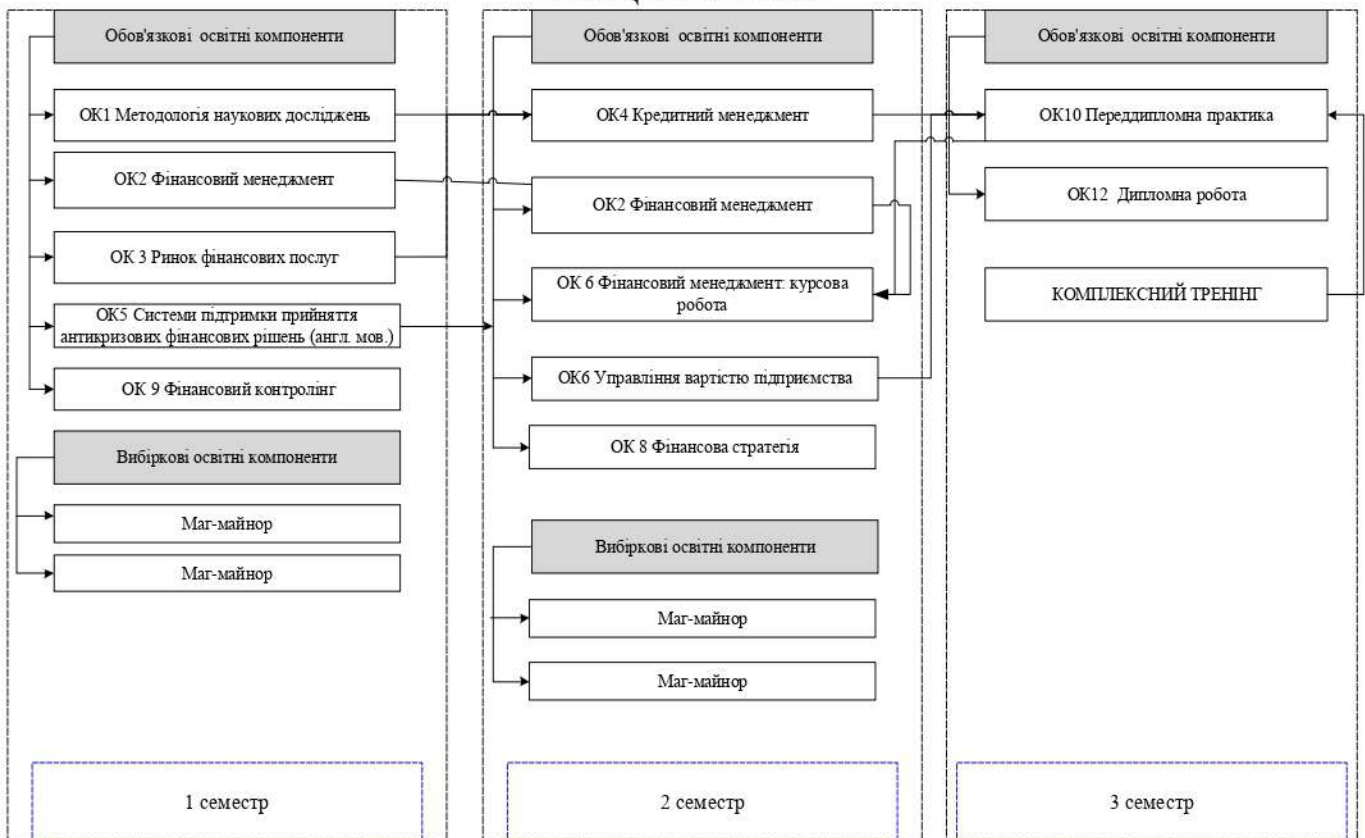 Обов'язкові освітні компоненти
ОК1 Методологія наукових досліджень
ОК2 Фінансовий менеджмент
ОК 3 Ринок фінансових послуг
ОК5 Системи підтримки прийняття
антикризових фінансових рішень (англ. мов.)
ОК 9 Фінансовий контролінг
Вибіркові освітні компоненти
Маг-майнор
Маг-майнор
1 семестр
Обов'язкові освітні компоненти
ОК4 Кредитний менеджмент
ОК2 Фінансовий менеджмент
ОК 6 Фінансовий менеджмент: курсова
робота
ОК6 Управління вартістю підприємства
ОК 8 Фінансова стратегія
Вибіркові освітні компоненти
Маг-майнор
Маг-майнор
2 семестр
Обов'язкові освітні компоненти
ОК10 Переддипломна практика
ОК12 Дипломна робота
КОМПЛЕКСНИЙ ТРЕНІНГ
3 семестр